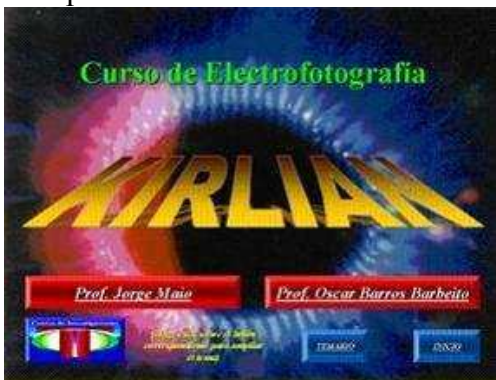 Curso de Electrofotografía
KIRLIAN
Prof. Jorge Maio
Prof. Oscar Barros Barbeito
TEMARIO
INICIO